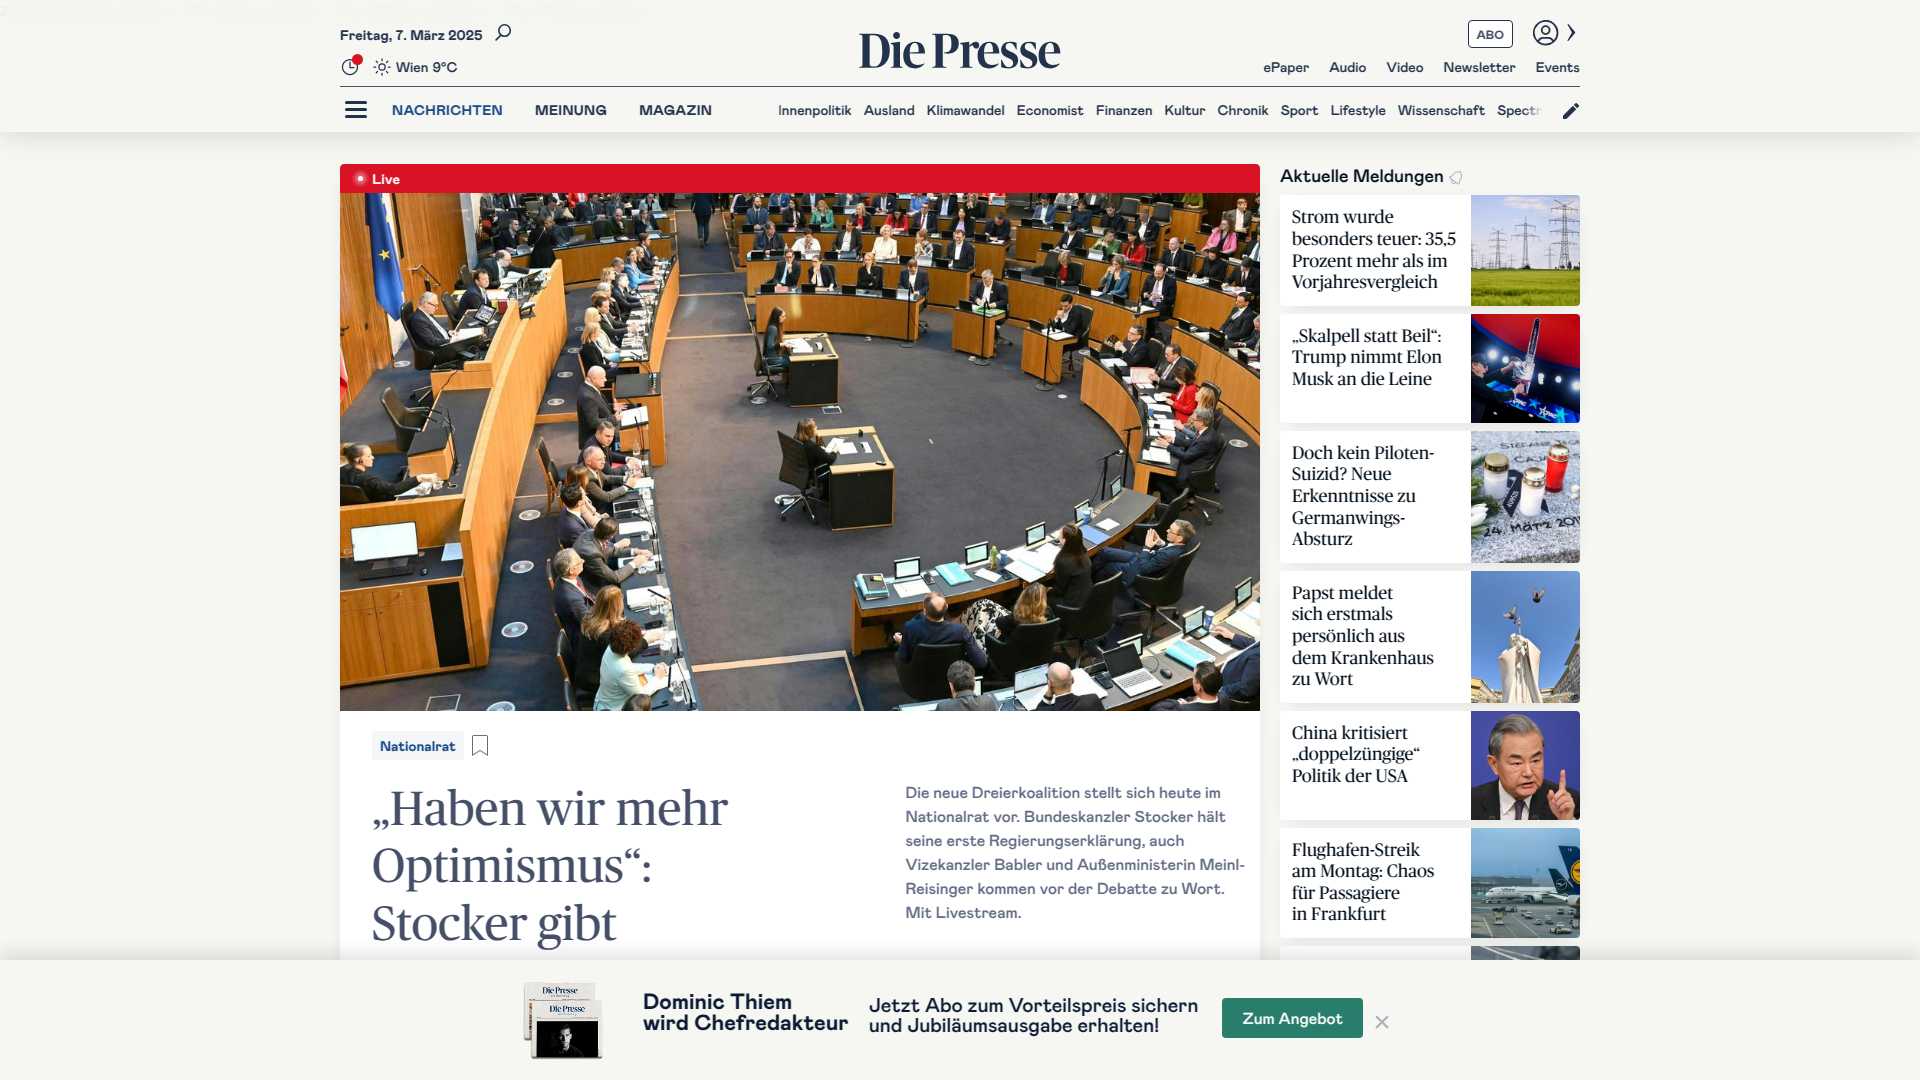 Freitag, 7. März 2025
Wien 9°C
Die Presse
ABO
ePaper Audio Video Newsletter Events
NACHRICHTEN MEINUNG MAGAZIN
Innenpolitik Ausland Klimawandel Economist Finanzen Kultur Chronik Sport Lifestyle Wissenschaft Spectr
Live
Nationalrat
„Haben wir mehr
Optimismus“:
Stocker gibt
Die neue Dreierkoalition stellt sich heute im
Nationalrat vor. Bundeskanzler Stocker hält
seine erste Regierungserklärung, auch
Vizekanzler Babler und Außenministerin Meinl-
Reisinger kommen vor der Debatte zu Wort.
Mit Livestream.
Aktuelle Meldungen
Strom wurde
besonders teuer: 35,5
Prozent mehr als im
Vorjahresvergleich
„Skalpell statt Beil“:
Trump nimmt Elon
Musk an die Leine
Doch kein Piloten-
Suizid? Neue
Erkenntnisse zu
Germanwings-
Absturz
Papst meldet
sich erstmals
persönlich aus
dem Krankenhaus
zu Wort
China kritisiert
„doppelzüngige“
Politik der USA
Flughafen-Streik
am Montag: Chaos
für Passagiere
in Frankfurt
Die Presse
Die Presse
Dominic Thiem
wird Chefredakteur
Jetzt Abo zum Vorteilspreis sichern
und Jubiläumsausgabe erhalten!
Zum Angebot